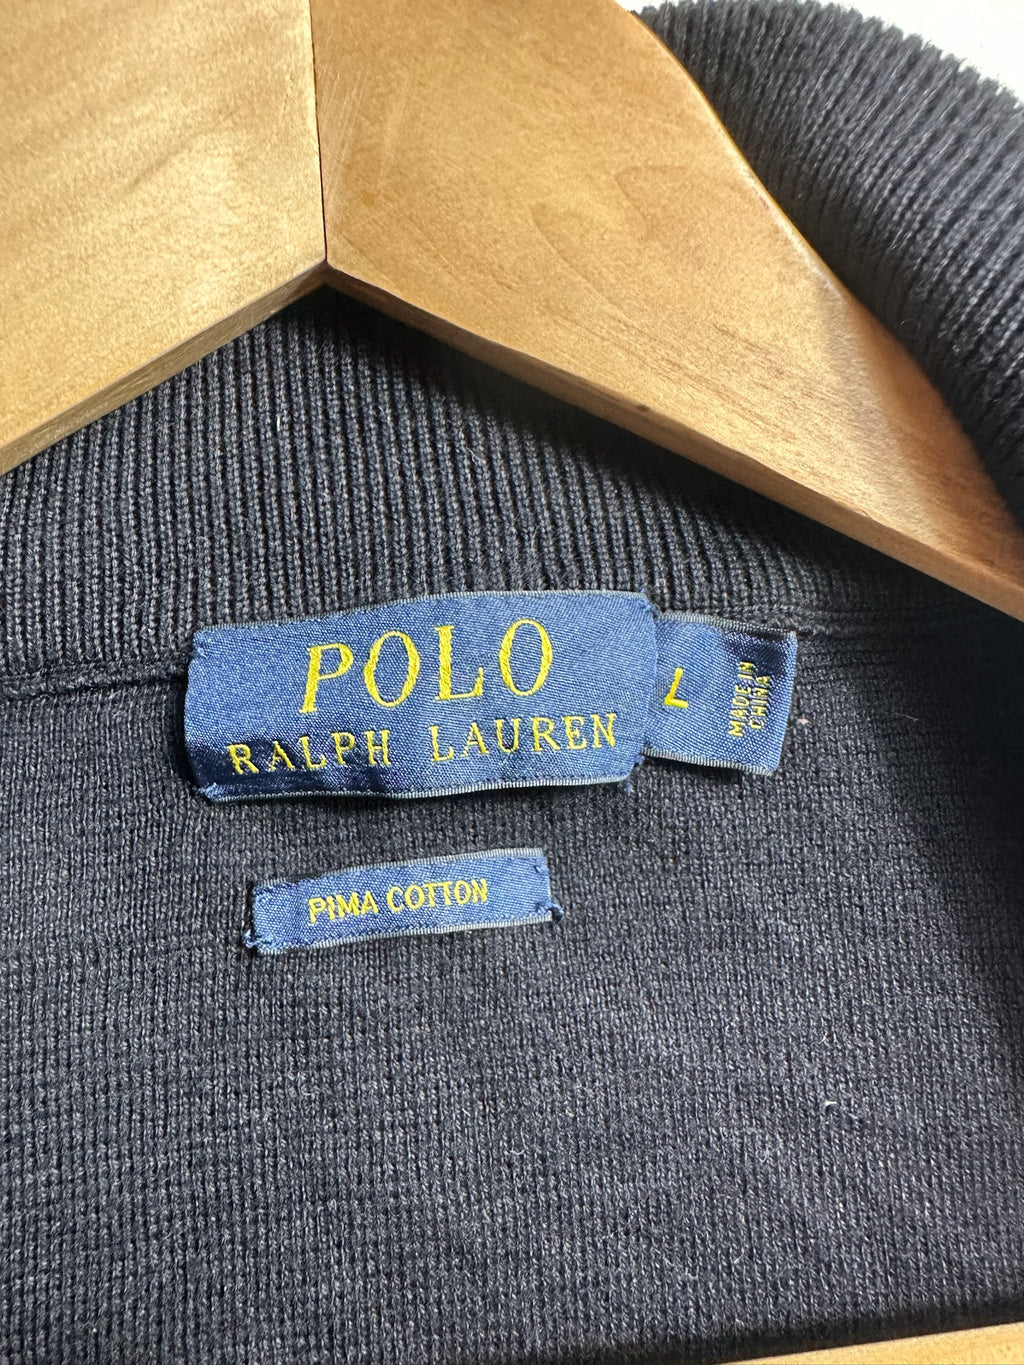 POLO
RALPH LAUREN
L
MADE IN
CHINA
PIMA COTTON